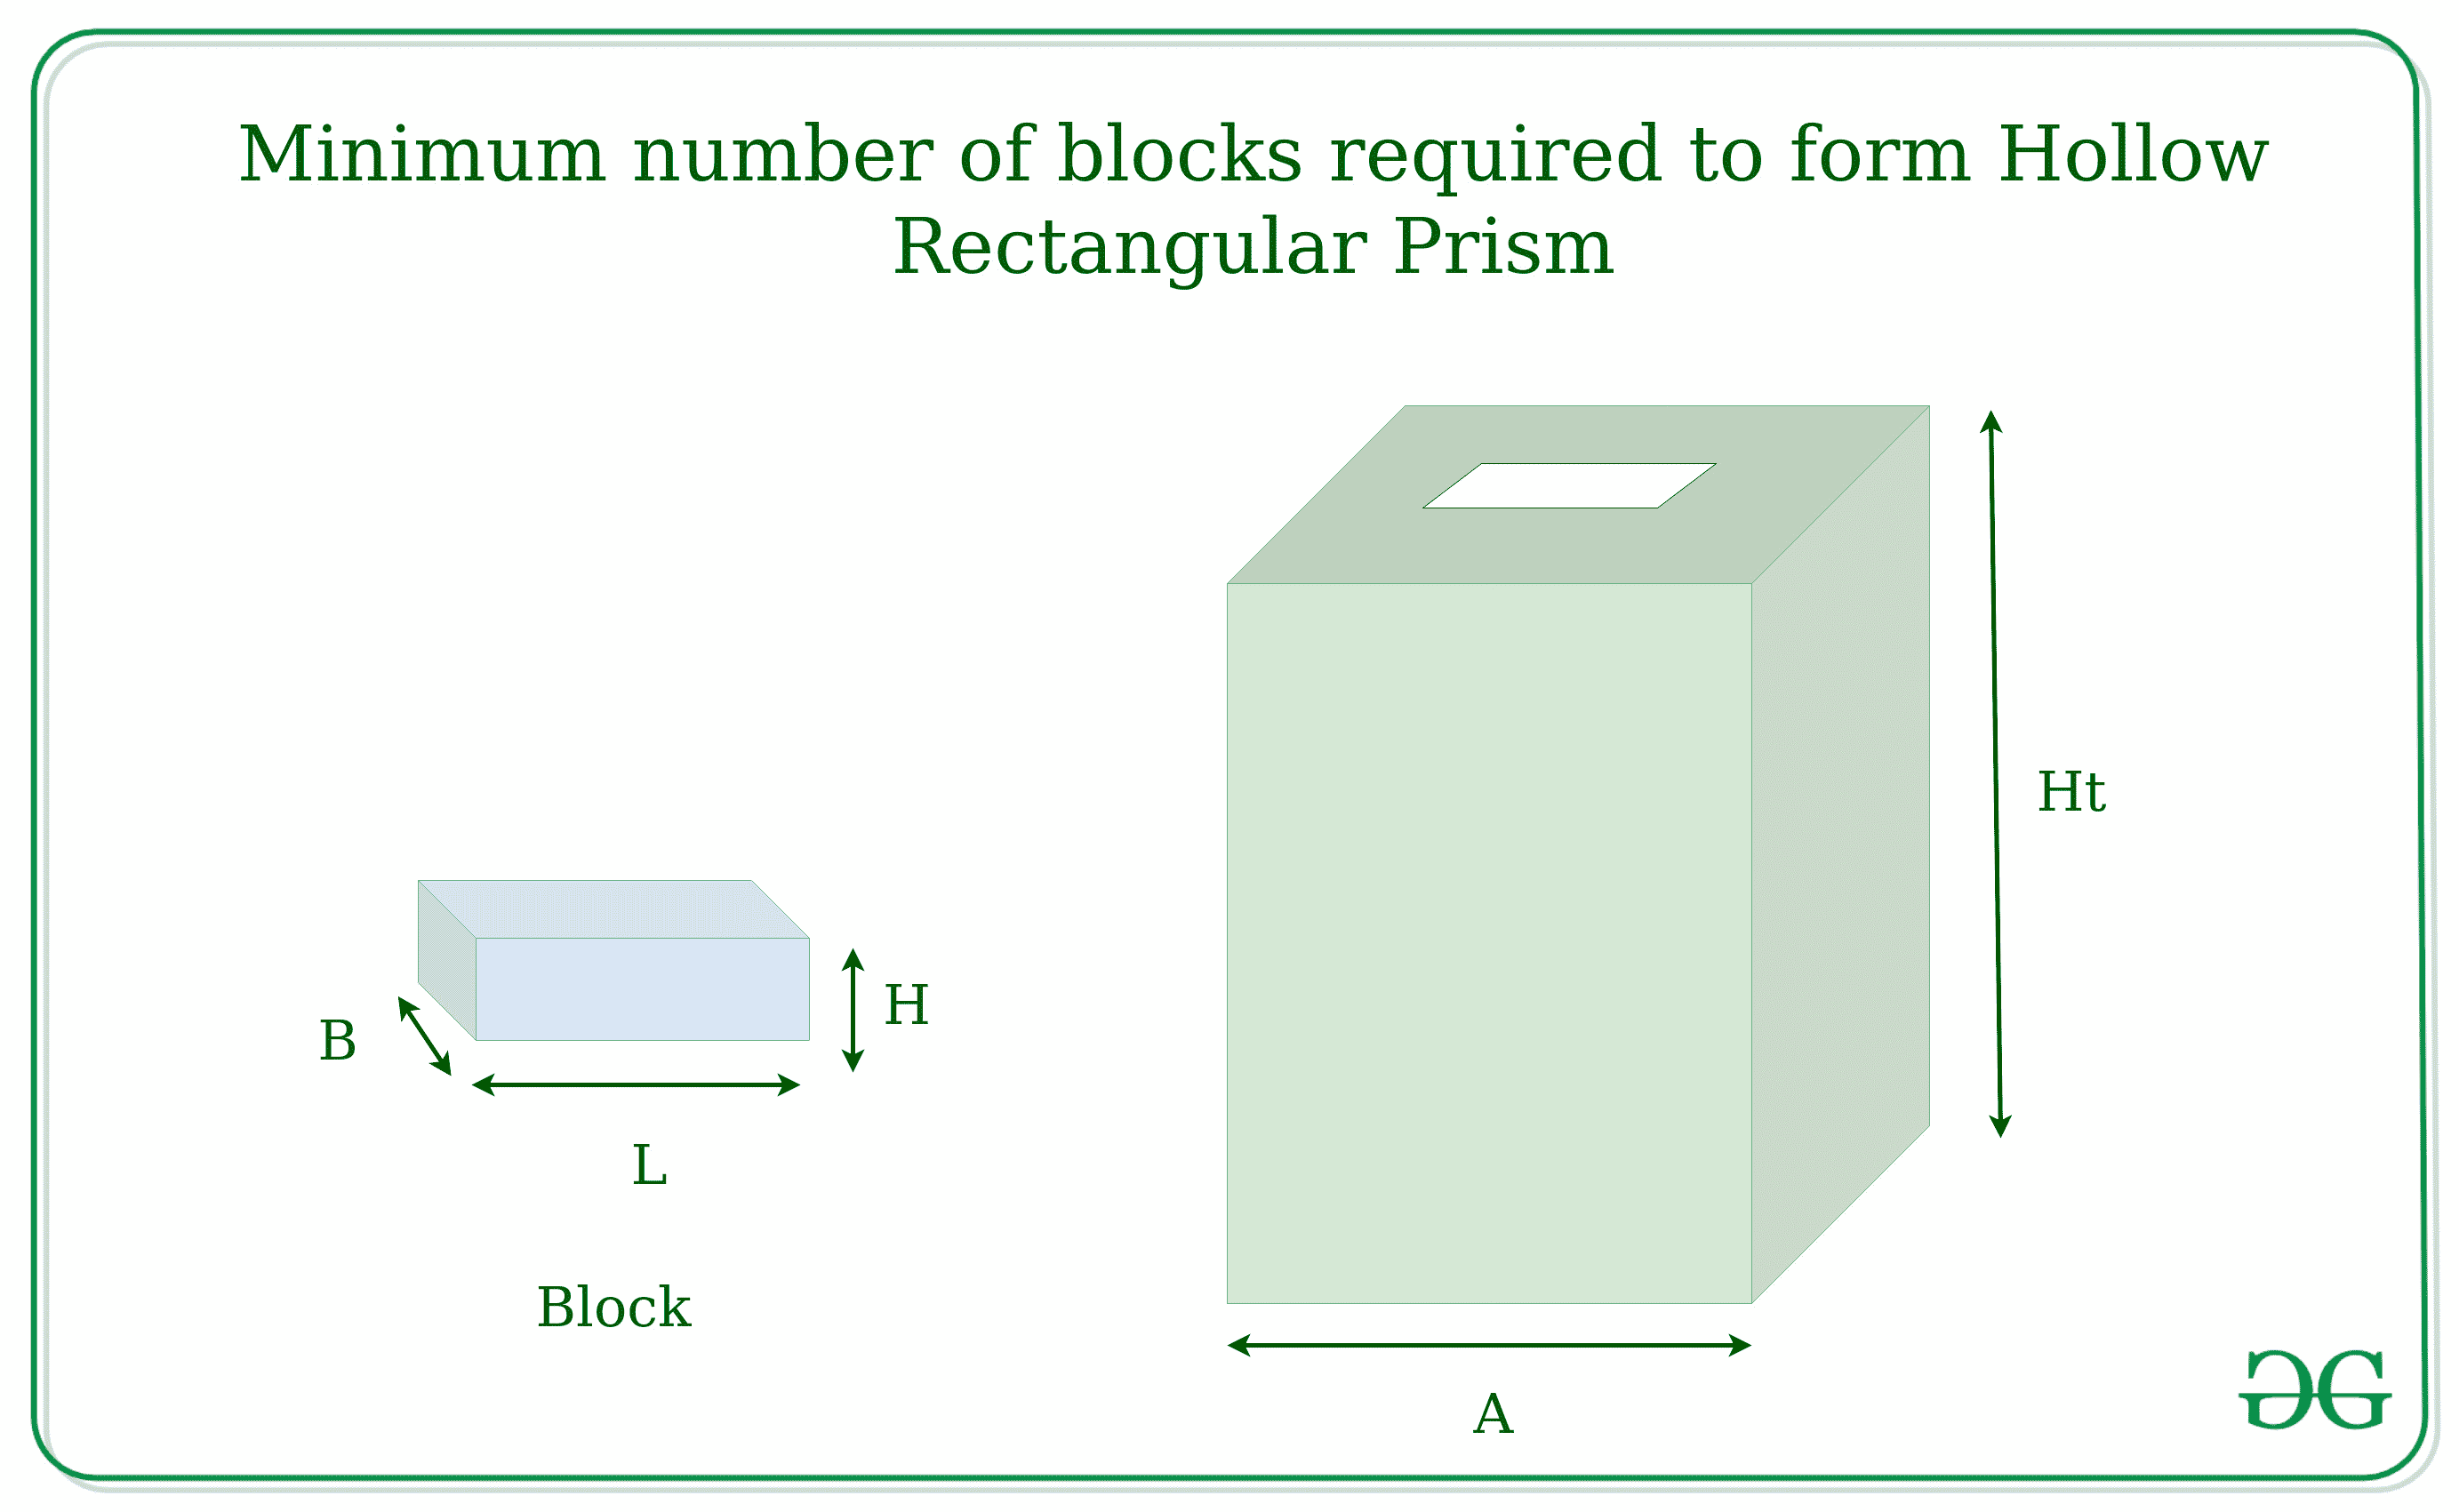 Minimum number of blocks required to form Hollow
Rectangular Prism
Ht
H
B
L
Block
A